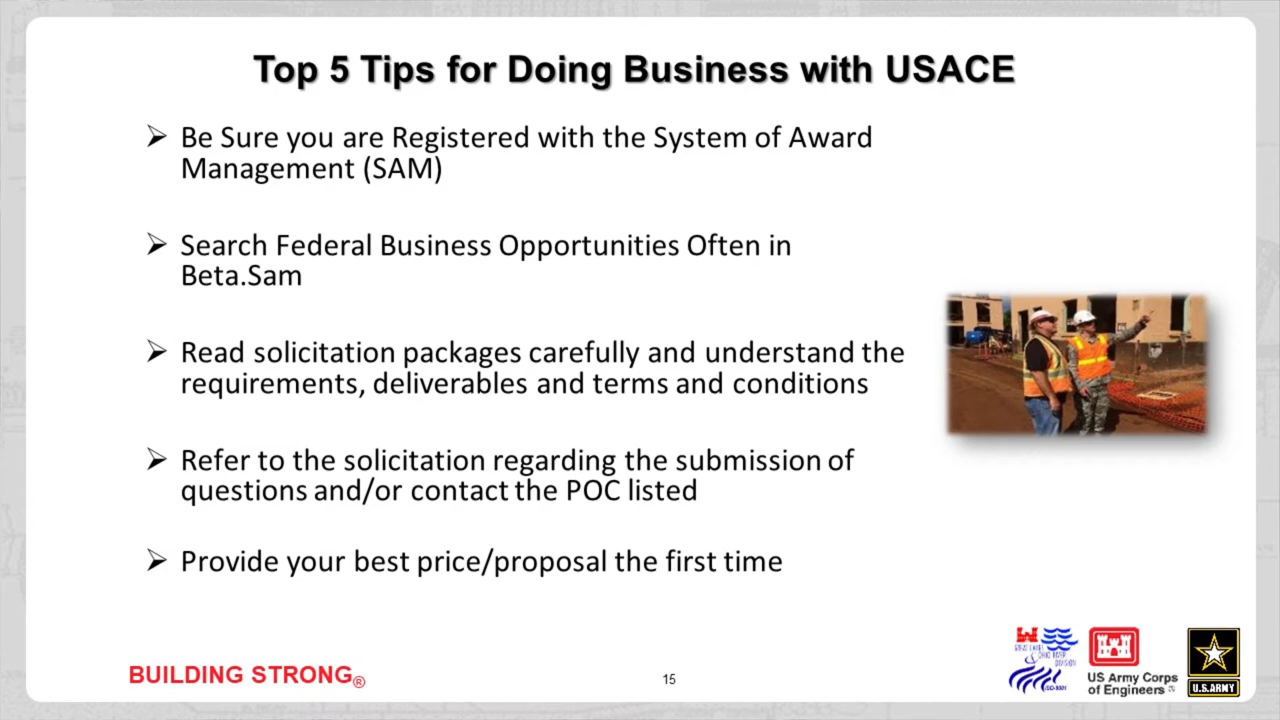 Top 5 Tips for Doing Business with USACE
➢ Be Sure you are Registered with the System of Award
Management (SAM)
➢ Search Federal Business Opportunities Often in
Beta.Sam
➢ Read solicitation packages carefully and understand the
requirements, deliverables and terms and conditions
➢ Refer to the solicitation regarding the submission of
questions and/or contact the POC listed
➢ Provide your best price/proposal the first time
BUILDING STRONG®
15
US Army Corps
of Engineers
U.S.ARMY